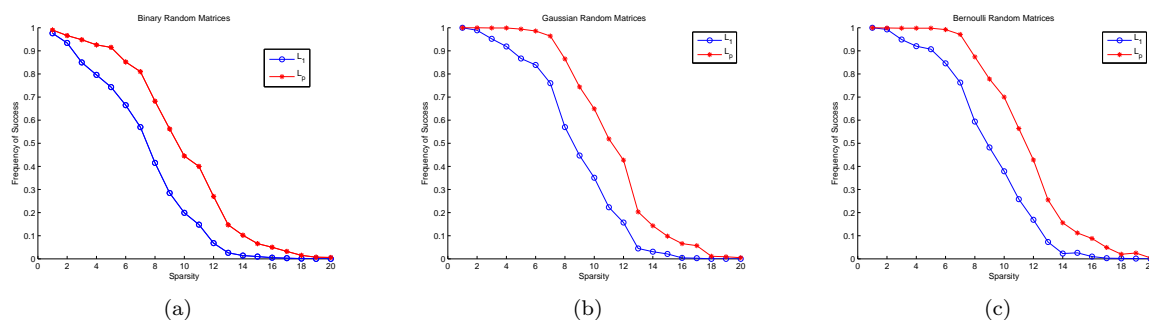 Binary Random Matrices
1
0.9
0.8
0.7
0.6
0.5
0.4
0.3
0.2
0.1
0
Frequency of Success
0 2 4 6 8 10 12 14 16 18 20
Sparsity
L1
Lp
(a)
Gaussian Random Matrices
1
0.9
0.8
0.7
0.6
0.5
0.4
0.3
0.2
0.1
0
Frequency of Success
0 2 4 6 8 10 12 14 16 18 20
Sparsity
L1
Lp
(b)
Bernoulli Random Matrices
1
0.9
0.8
0.7
0.6
0.5
0.4
0.3
0.2
0.1
0
Frequency of Success
0 2 4 6 8 10 12 14 16 18 20
Sparsity
L1
Lp
(c)